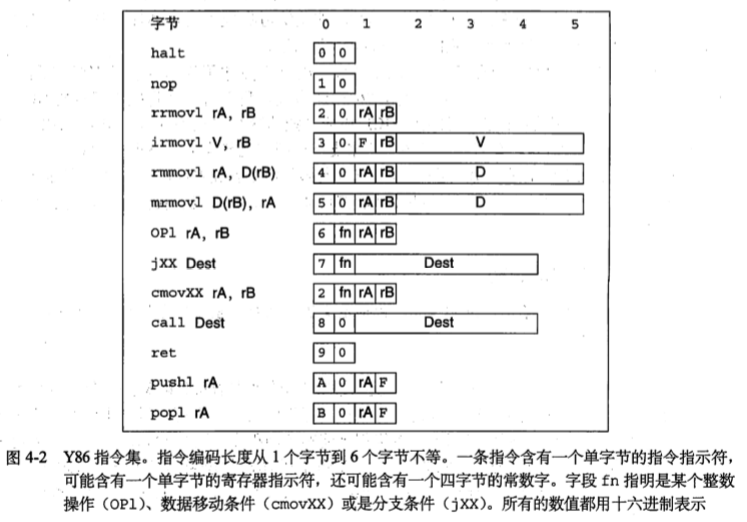 字节 0 1 2 3 4 5
halt 0 0
nop 1 0
rrmovl rA, rB 2 0 rA rB
irmovl V, rB 3 0 F rB V
rmmovl rA, D(rB) 4 0 rA rB D
mrmovl D(rB), rA 5 0 rA rB D
OPl rA, rB 6 fn rA rB
jXX Dest 7 fn Dest
cmovXX rA, rB 2 fn rA rB
call Dest 8 0 Dest
ret 9 0
pushl rA A 0 rA F
popl rA B 0 rA F
图 4-2 Y86 指令集。指令编码长度从 1 个字节到 6 个字节不等。一条指令含有一个单字节的指令指示符，
可能含有一个单字节的寄存器指示符，还可能含有一个四字节的常数字。字段 fn 指明是某个整数
操作（OPl）、数据移动条件（cmovXX）或是分支条件（jXX）。所有的数值都用十六进制表示